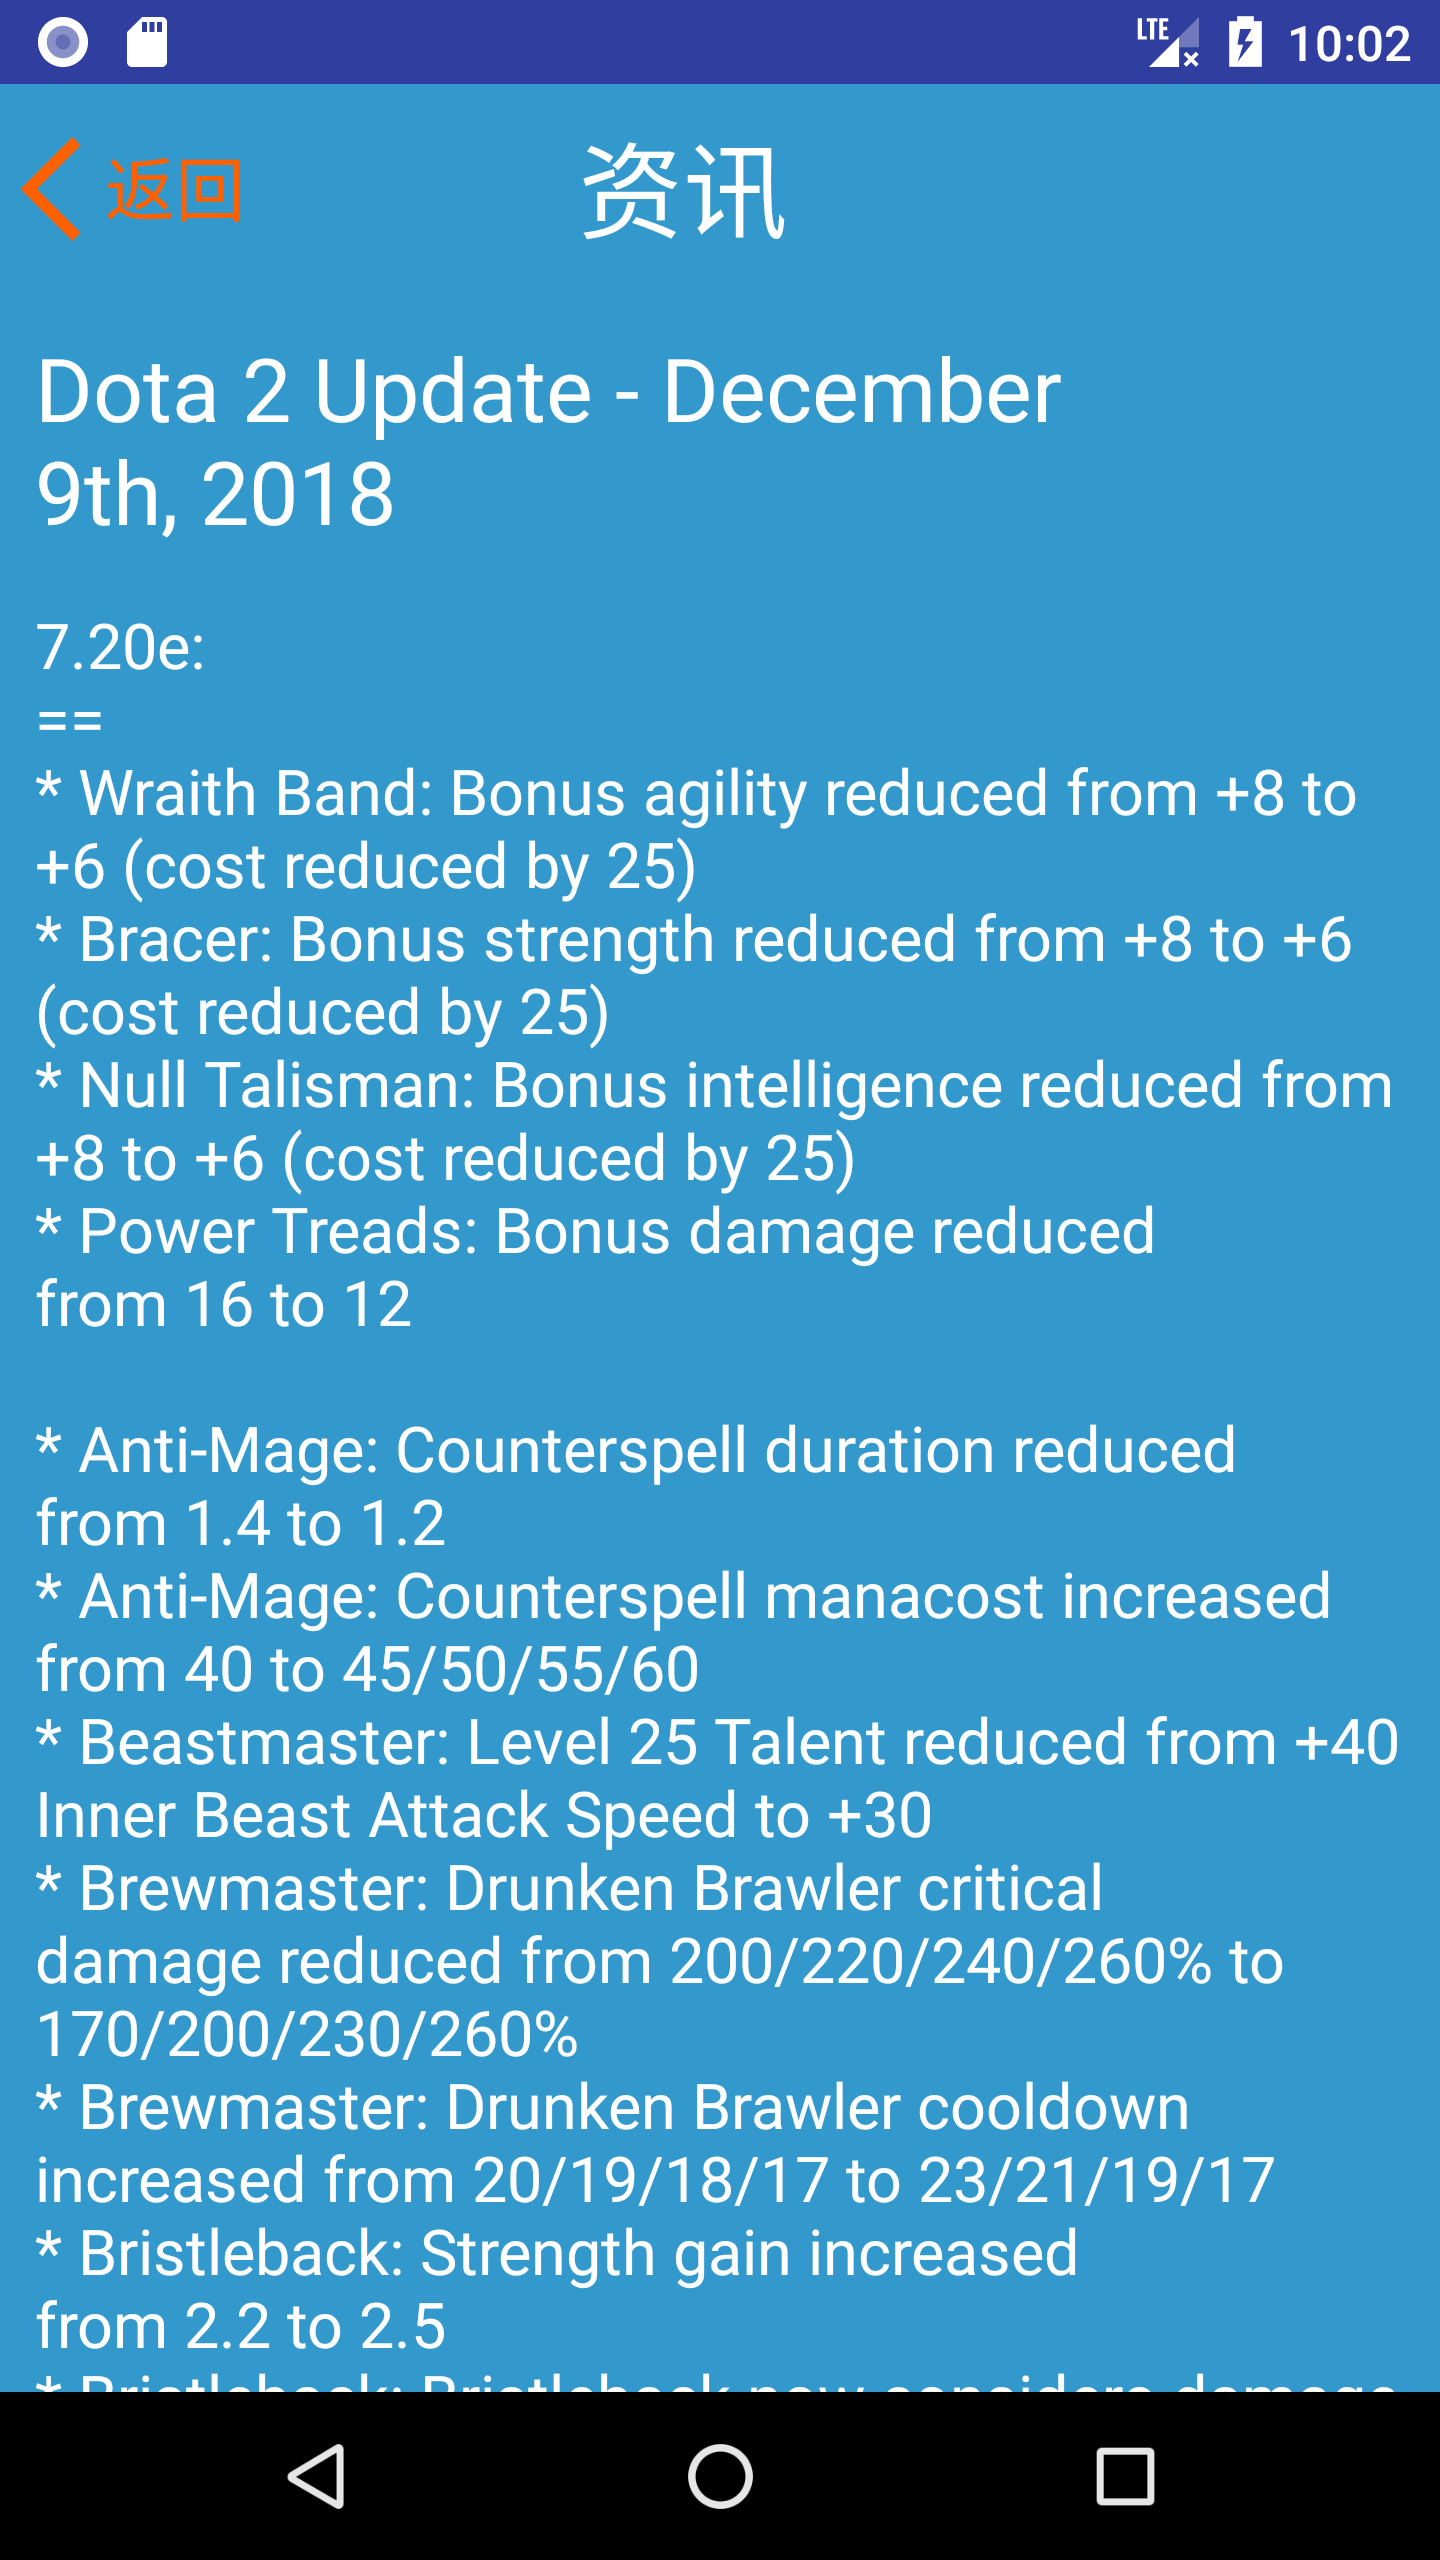 LTE 10:02
返回 资讯
Dota 2 Update - December
9th, 2018
7.20e:
==
* Wraith Band: Bonus agility reduced from +8 to
+6 (cost reduced by 25)
* Bracer: Bonus strength reduced from +8 to +6
(cost reduced by 25)
* Null Talisman: Bonus intelligence reduced from
+8 to +6 (cost reduced by 25)
* Power Treads: Bonus damage reduced
from 16 to 12
* Anti-Mage: Counterspell duration reduced
from 1.4 to 1.2
* Anti-Mage: Counterspell manacost increased
from 40 to 45/50/55/60
* Beastmaster: Level 25 Talent reduced from +40
Inner Beast Attack Speed to +30
* Brewmaster: Drunken Brawler critical
damage reduced from 200/220/240/260% to
170/200/230/260%
* Brewmaster: Drunken Brawler cooldown
increased from 20/19/18/17 to 23/21/19/17
* Bristleback: Strength gain increased
from 2.2 to 2.5
* Bristleback: Bristleback now considers damage